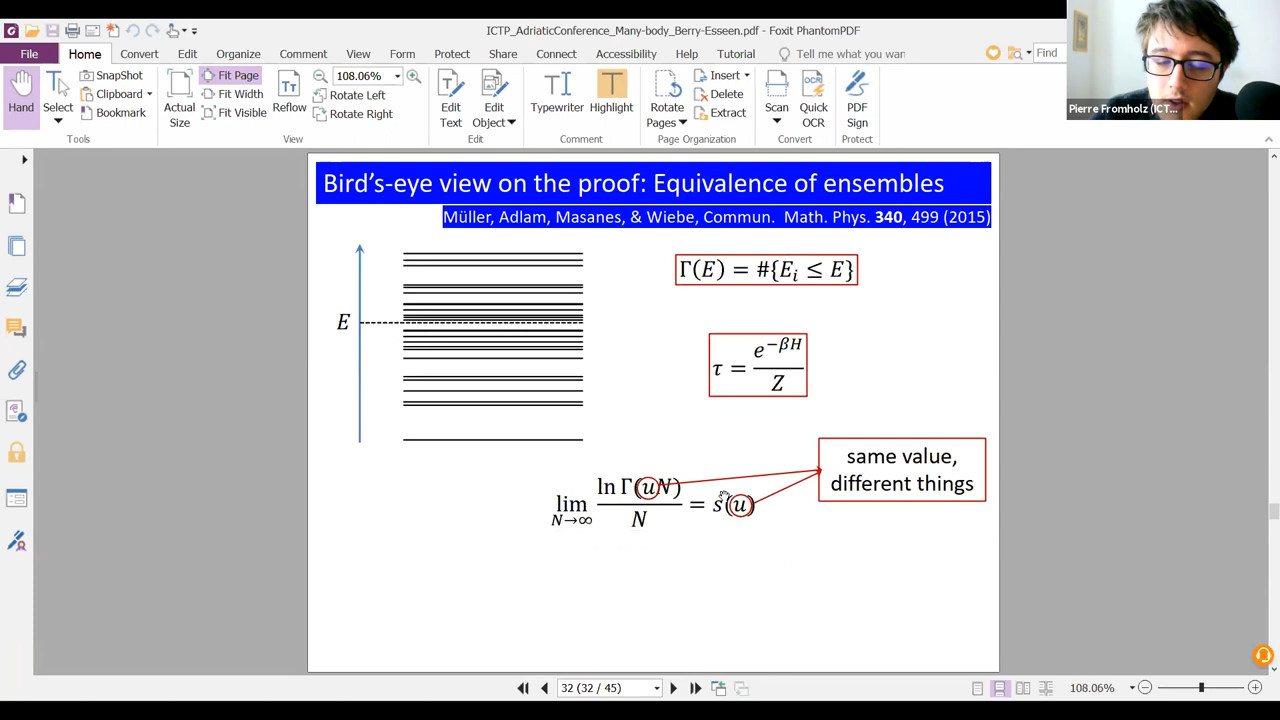 ICTP_AdriaticConference_Many-body_Berry-Esseen.pdf - Foxit PhantomPDF
File Home Convert Edit Organize Comment View Form Protect Share Connect Accessibility Help Tutorial Tell me what you want Find
Hand
Select
SnapShot
Clipboard
Bookmark
Tools
Actual Size
Fit Page
Fit Width
Fit Visible
Reflow
108.06%
Rotate Left
Rotate Right
View
Edit Text
Edit Object
Edit
Typewriter
Highlight
Comment
Rotate Pages
Insert
Delete
Extract
Page Organization
Scan
Quick OCR
Convert
PDF Sign
Protect
Pierre Fromholz (ICT...
Bird's-eye view on the proof: Equivalence of ensembles
Müller, Adlam, Masanes, & Wiebe, Commun. Math. Phys. 340, 499 (2015)
E
Γ(E) = #{E_i ≤ E}
τ = e^{-βH} / Z
lim_{N→∞} ln Γ(uN) / N = s(u)
same value,
different things
32 (32 / 45)
108.06%